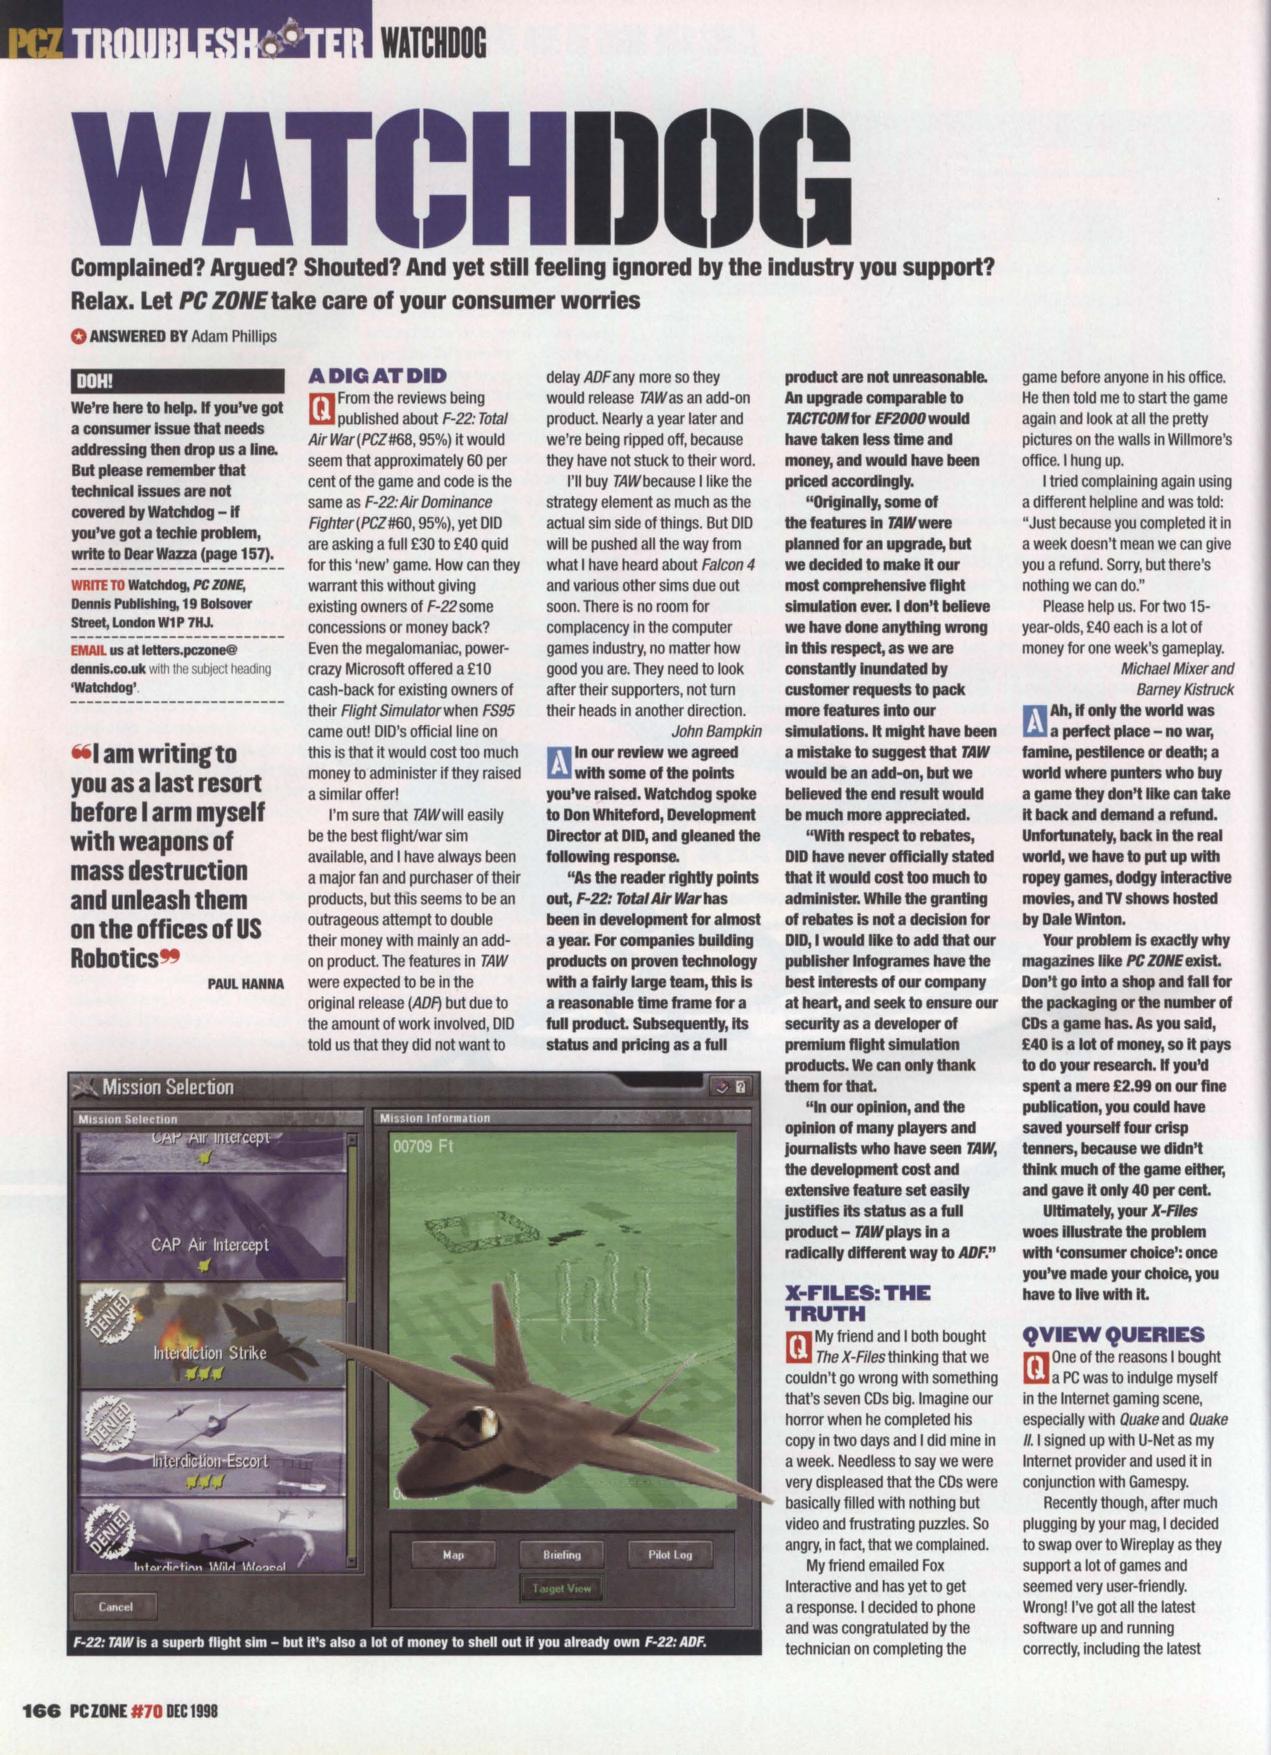 PCZ TROUBLESHOOTER WATCHDOG
WATCHDOG
Complained? Argued? Shouted? And yet still feeling ignored by the industry you support?
Relax. Let PC ZONE take care of your consumer worries
ANSWERED BY Adam Phillips
DOH!
We're here to help. If you've got
a consumer issue that needs
addressing then drop us a line.
But please remember that
technical issues are not
covered by Watchdog – if
you've got a techie problem,
write to Dear Wazza (page 157).
WRITE TO Watchdog, PC ZONE,
Dennis Publishing, 19 Bolsover
Street, London W1P 7HJ.
EMAIL us at letters.pczone@
dennis.co.uk with the subject heading
'Watchdog'.
“I am writing to
you as a last resort
before I arm myself
with weapons of
mass destruction
and unleash them
on the offices of US
Robotics”
PAUL HANNA
A DIG AT DID
Q From the reviews being
published about F-22: Total
Air War (PCZ #68, 95%) it would
seem that approximately 60 per
cent of the game and code is the
same as F-22: Air Dominance
Fighter (PCZ #60, 95%), yet DID
are asking a full £30 to £40 quid
for this 'new' game. How can they
warrant this without giving
existing owners of F-22 some
concessions or money back?
Even the megalomaniac, power-
crazy Microsoft offered a £10
cash-back for existing owners of
their Flight Simulator when FS95
came out! DID's official line on
this is that it would cost too much
money to administer if they raised
a similar offer!
I'm sure that TAW will easily
be the best flight/war sim
available, and I have always been
a major fan and purchaser of their
products, but this seems to be an
outrageous attempt to double
their money with mainly an add-
on product. The features in TAW
were expected to be in the
original release (ADF) but due to
the amount of work involved, DID
told us that they did not want to
delay ADF any more so they
would release TAW as an add-on
product. Nearly a year later and
we're being ripped off, because
they have not stuck to their word.
I'll buy TAW because I like the
strategy element as much as the
actual sim side of things. But DID
will be pushed all the way from
what I have heard about Falcon 4
and various other sims due out
soon. There is no room for
complacency in the computer
games industry, no matter how
good you are. They need to look
after their supporters, not turn
their heads in another direction.
John Bampkin
A In our review we agreed
with some of the points
you've raised. Watchdog spoke
to Don Whiteford, Development
Director at DID, and gleaned the
following response.
“As the reader rightly points
out, F-22: Total Air War has
been in development for almost
a year. For companies building
products on proven technology
with a fairly large team, this is
a reasonable time frame for a
full product. Subsequently, its
status and pricing as a full
product are not unreasonable.
An upgrade comparable to
TACTCOM for EF2000 would
have taken less time and
money, and would have been
priced accordingly.
“Originally, some of
the features in TAW were
planned for an upgrade, but
we decided to make it our
most comprehensive flight
simulation ever. I don't believe
we have done anything wrong
in this respect, as we are
constantly inundated by
customer requests to pack
more features into our
simulations. It might have been
a mistake to suggest that TAW
would be an add-on, but we
believed the end result would
be much more appreciated.
“With respect to rebates,
DID have never officially stated
that it would cost too much to
administer. While the granting
of rebates is not a decision for
DID, I would like to add that our
publisher Infogrames have the
best interests of our company
at heart, and seek to ensure our
security as a developer of
premium flight simulation
products. We can only thank
them for that.
“In our opinion, and the
opinion of many players and
journalists who have seen TAW,
the development cost and
extensive feature set easily
justifies its status as a full
product – TAW plays in a
radically different way to ADF.”
X-FILES: THE
TRUTH
Q My friend and I both bought
The X-Files thinking that we
couldn't go wrong with something
that's seven CDs big. Imagine our
horror when he completed his
copy in two days and I did mine in
a week. Needless to say we were
very displeased that the CDs were
basically filled with nothing but
video and frustrating puzzles. So
angry, in fact, that we complained.
My friend emailed Fox
Interactive and has yet to get
a response. I decided to phone
and was congratulated by the
technician on completing the
game before anyone in his office.
He then told me to start the game
again and look at all the pretty
pictures on the walls in Willmore's
office. I hung up.
I tried complaining again using
a different helpline and was told:
“Just because you completed it in
a week doesn't mean we can give
you a refund. Sorry, but there's
nothing we can do.”
Please help us. For two 15-
year-olds, £40 each is a lot of
money for one week's gameplay.
Michael Mixer and
Barney Kistruck
A Ah, if only the world was
a perfect place – no war,
famine, pestilence or death; a
world where punters who buy
a game they don't like can take
it back and demand a refund.
Unfortunately, back in the real
world, we have to put up with
ropey games, dodgy interactive
movies, and TV shows hosted
by Dale Winton.
Your problem is exactly why
magazines like PC ZONE exist.
Don't go into a shop and fall for
the packaging or the number of
CDs a game has. As you said,
£40 is a lot of money, so it pays
to do your research. If you'd
spent a mere £2.99 on our fine
publication, you could have
saved yourself four crisp
tenners, because we didn't
think much of the game either,
and gave it only 40 per cent.
Ultimately, your X-Files
woes illustrate the problem
with 'consumer choice': once
you've made your choice, you
have to live with it.
QVIEW QUERIES
Q One of the reasons I bought
a PC was to indulge myself
in the Internet gaming scene,
especially with Quake and Quake
II. I signed up with U-Net as my
Internet provider and used it in
conjunction with Gamespy.
Recently though, after much
plugging by your mag, I decided
to swap over to Wireplay as they
support a lot of games and
seemed very user-friendly.
Wrong! I've got all the latest
software up and running
correctly, including the latest
Mission Selection
Mission Selection
CAP Air Intercept
CAP Air Intercept
DENIED
Interdiction Strike
DENIED
Interdiction Escort
DENIED
Interdiction Wild Weasel
Cancel
Mission Information
00709 Ft
Map
Briefing
Pilot Log
Target View
F-22: TAW is a superb flight sim – but it's also a lot of money to shell out if you already own F-22: ADF.
166 PC ZONE #70 DEC 1998